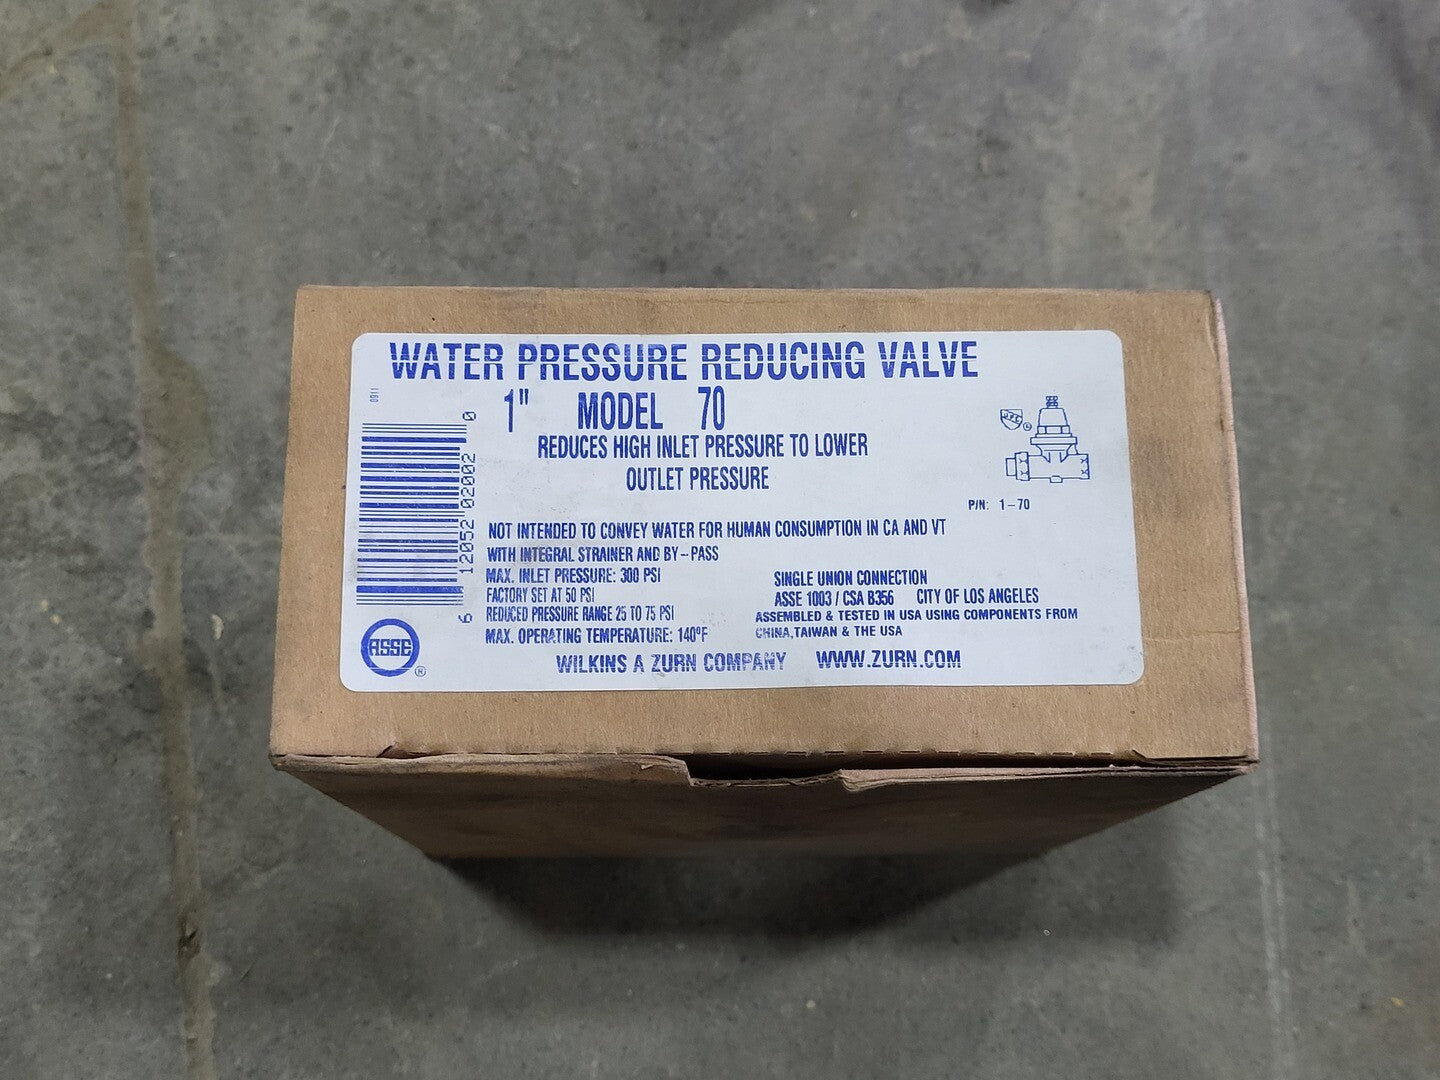 WATER PRESSURE REDUCING VALVE
1" MODEL 70
REDUCES HIGH INLET PRESSURE TO LOWER
OUTLET PRESSURE
P/N: 1-70
NOT INTENDED TO CONVEY WATER FOR HUMAN CONSUMPTION IN CA AND VT
WITH INTEGRAL STRAINER AND BY-PASS
MAX. INLET PRESSURE: 300 PSI
FACTORY SET AT 50 PSI
REDUCED PRESSURE RANGE 25 TO 75 PSI
MAX. OPERATING TEMPERATURE: 140°F
SINGLE UNION CONNECTION
ASSE 1003 / CSA B356 CITY OF LOS ANGELES
ASSEMBLED & TESTED IN USA USING COMPONENTS FROM
CHINA,TAIWAN & THE USA
WILKINS A ZURN COMPANY WWW.ZURN.COM
6 12052 02002 0
ASSE ®